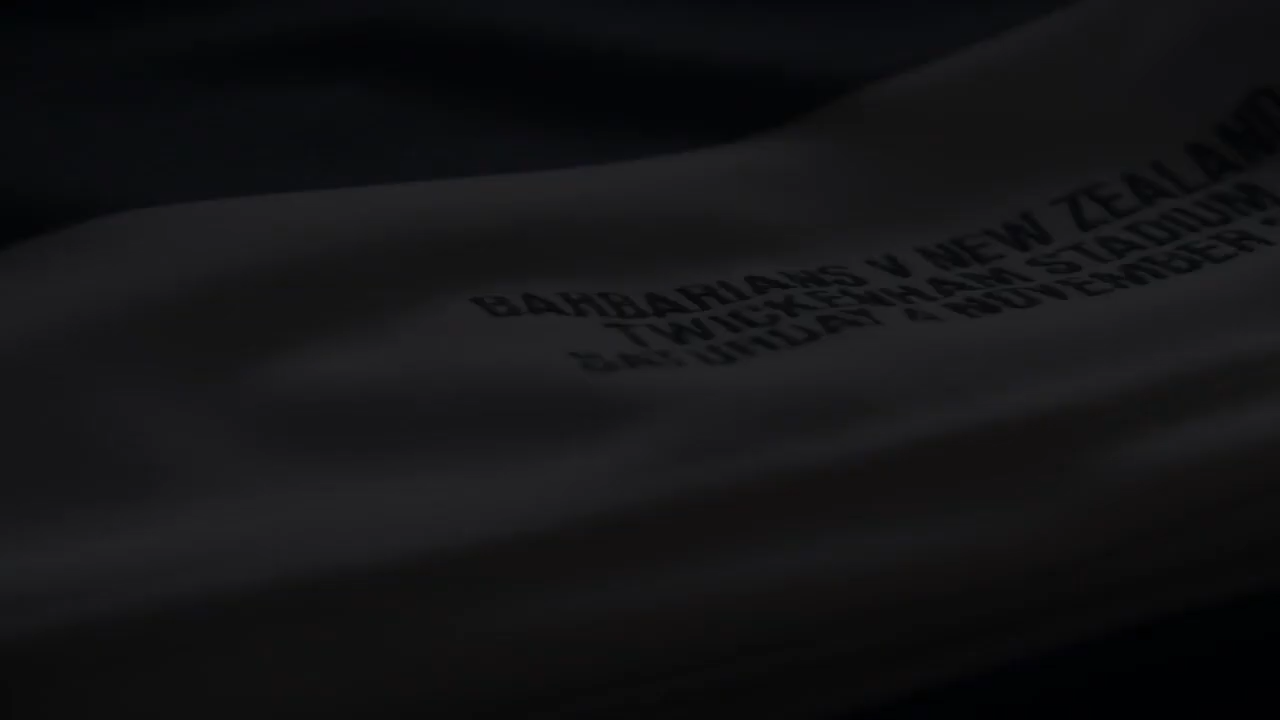 BARBARIANS V NEW ZEALAND
TWICKENHAM STADIUM
SATURDAY 4 NOVEMBER